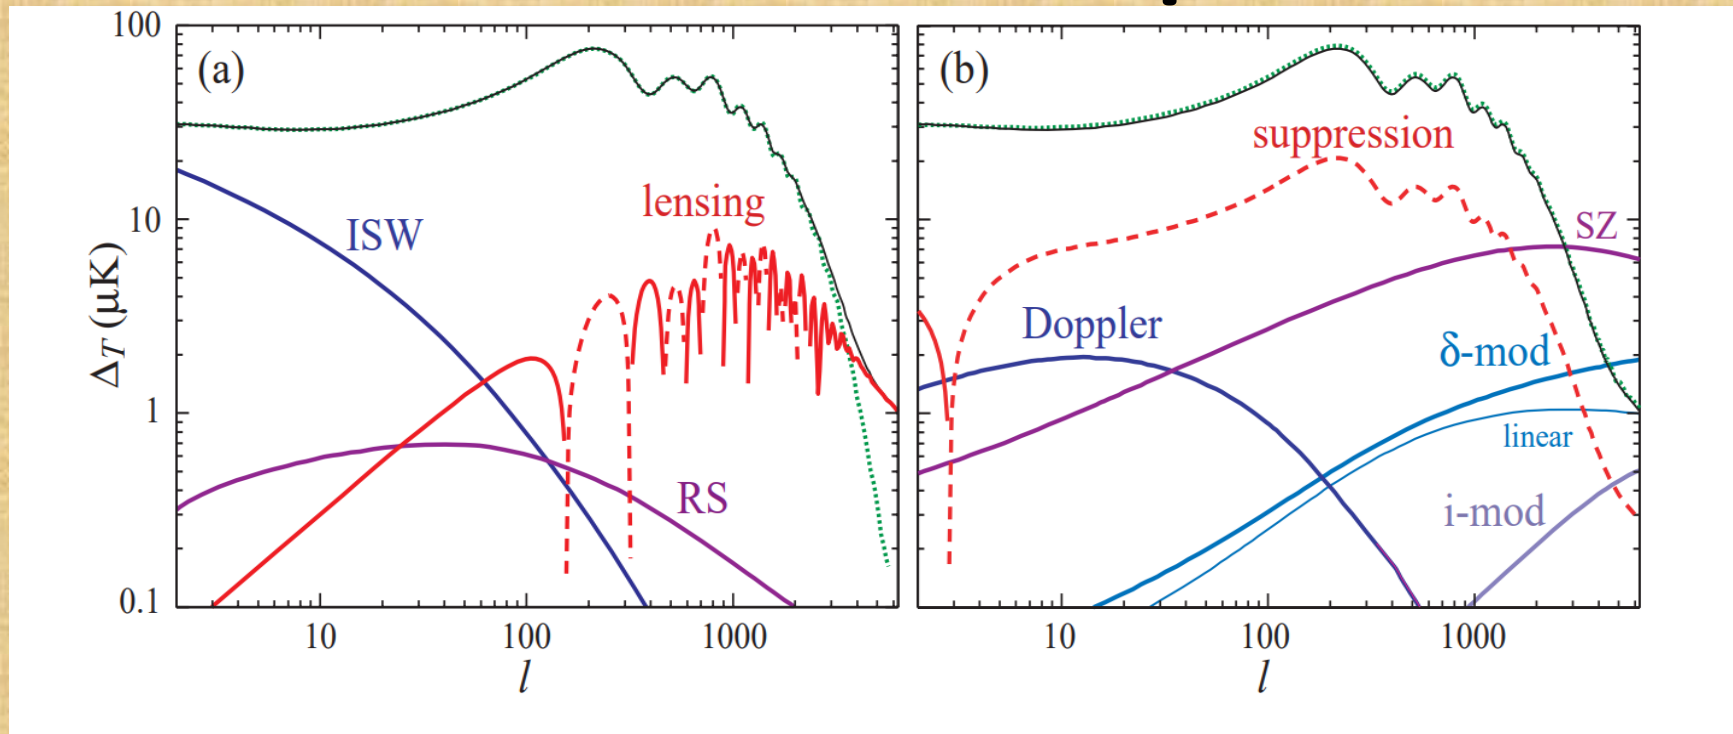 100
10
1
0.1
Δ_T (μK)
(a)
ISW
lensing
RS
10 100 1000
l
(b)
suppression
SZ
Doppler
δ-mod
linear
i-mod
10 100 1000
l